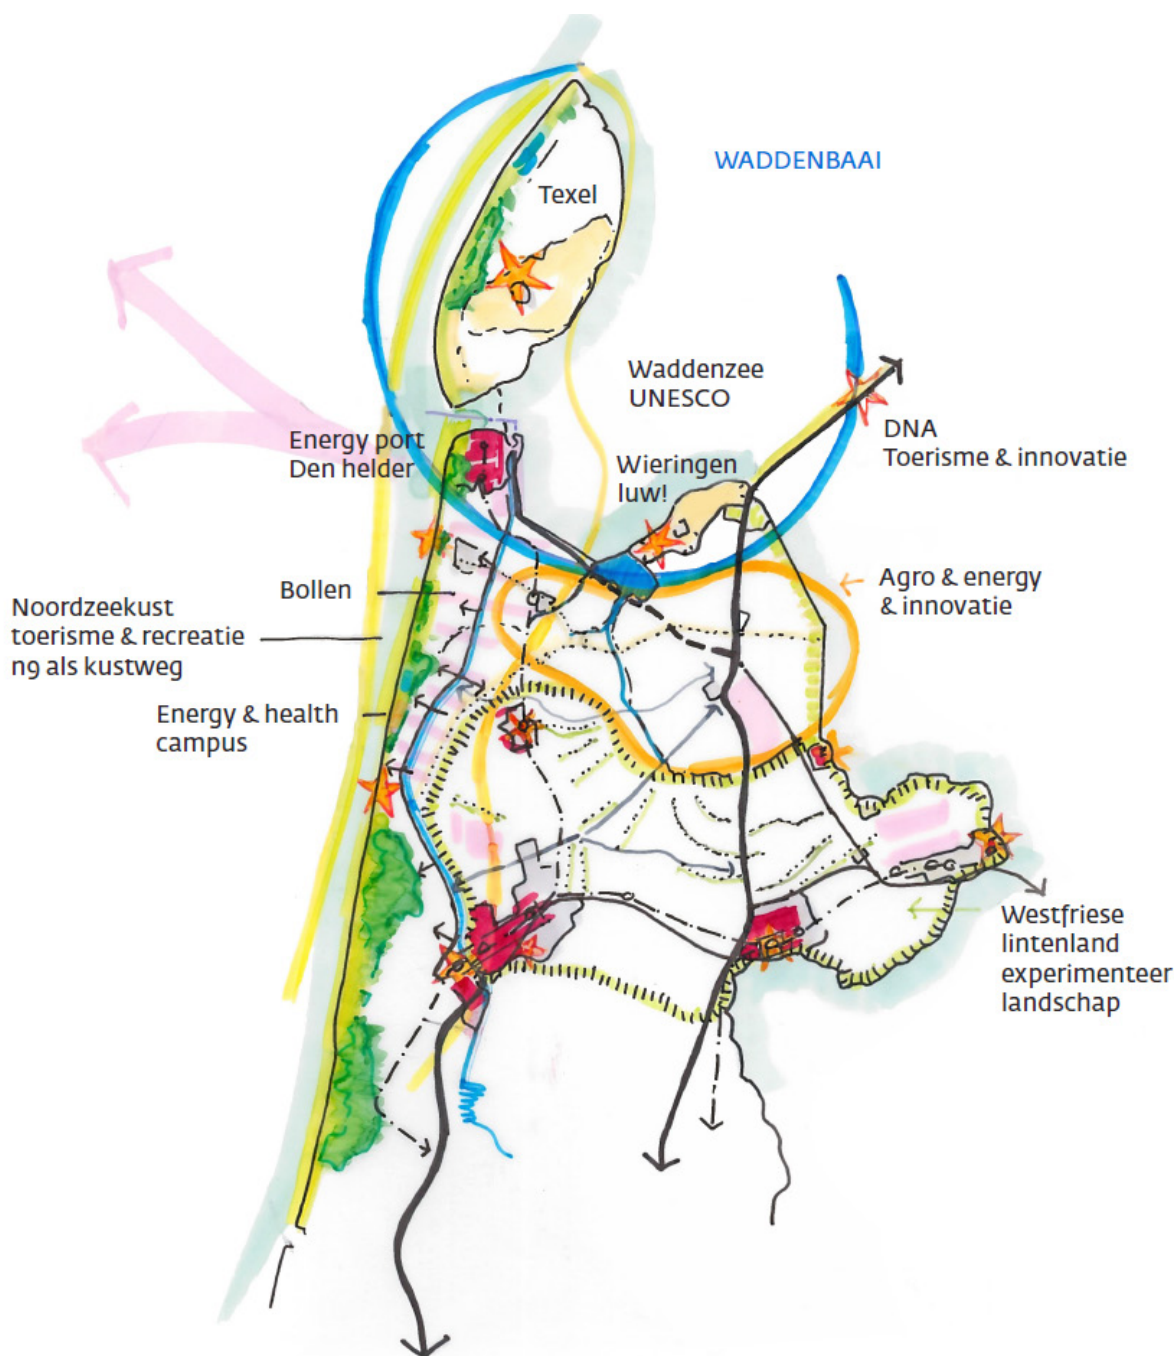 WADDENBAAI
Texel
Waddenzee
UNESCO
DNA
Toerisme & innovatie
Energy port
Den helder
Wieringen
luw!
Agro & energy
& innovatie
Bollen
Noordzeekust
toerisme & recreatie
n9 als kustweg
Energy & health
campus
Westfriese
lintenland
experimenteer
landschap